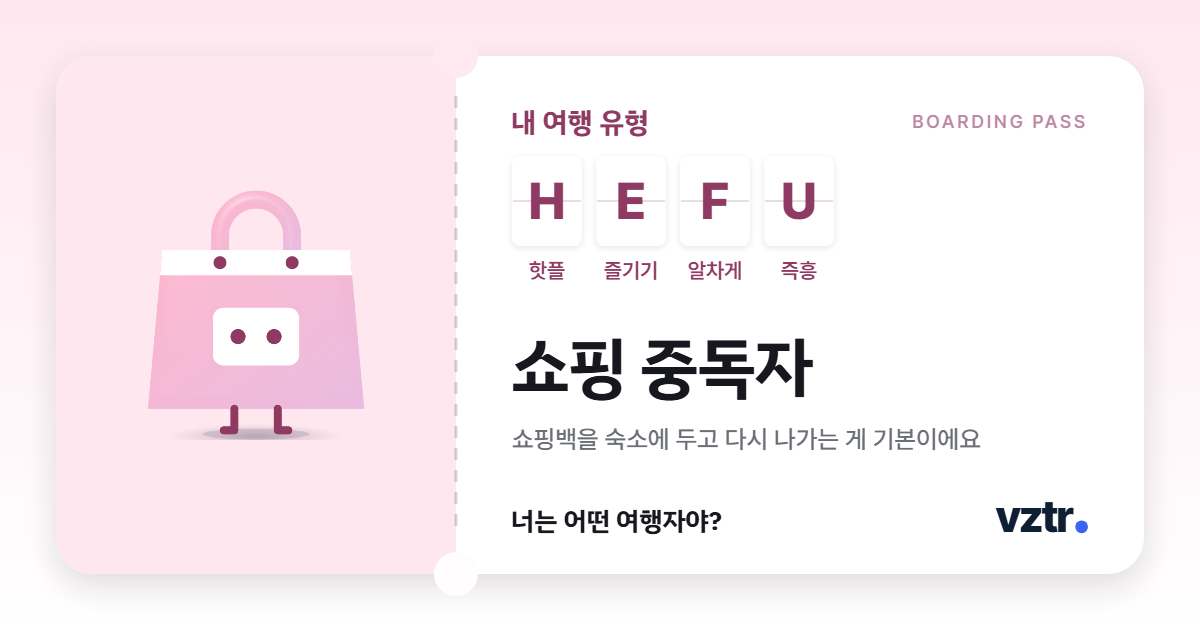 내 여행 유형
BOARDING PASS
H E F U
핫플 즐기기 알차게 즉흥
쇼핑 중독자
쇼핑백을 숙소에 두고 다시 나가는 게 기본이에요
너는 어떤 여행자야?
vztr.